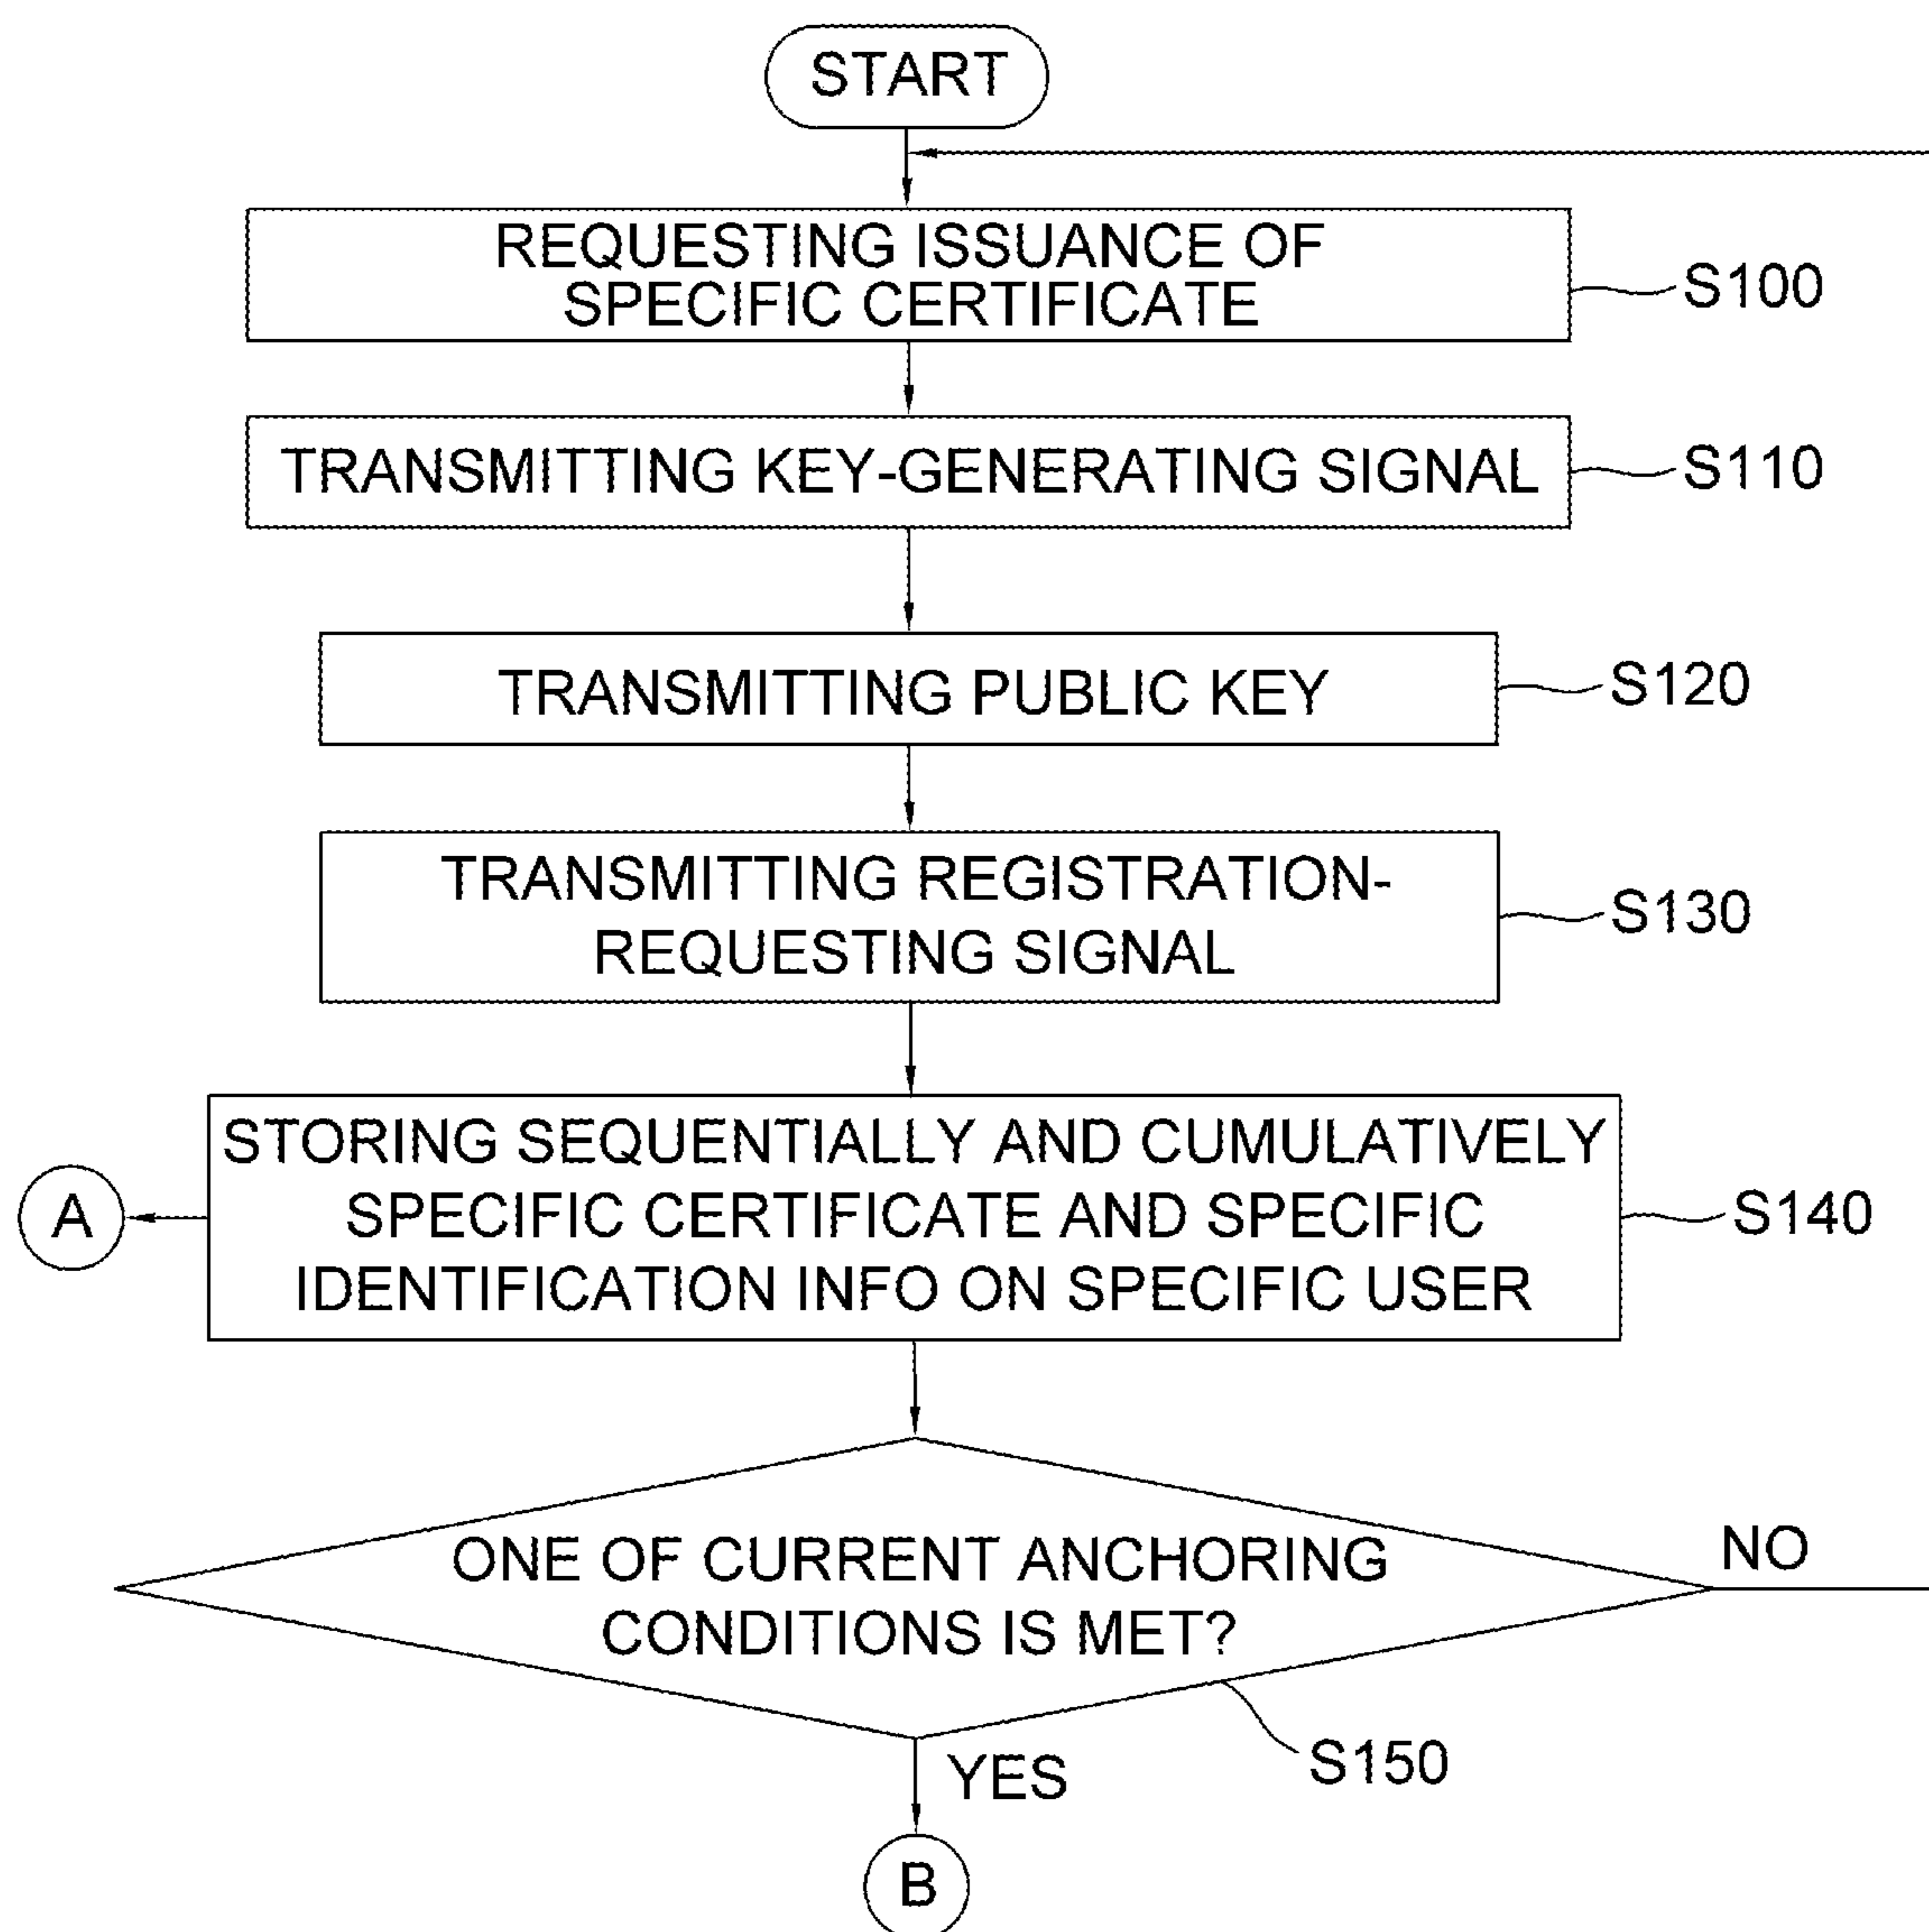 START
REQUESTING ISSUANCE OF
SPECIFIC CERTIFICATE
S100
TRANSMITTING KEY-GENERATING SIGNAL
S110
TRANSMITTING PUBLIC KEY
S120
TRANSMITTING REGISTRATION-
REQUESTING SIGNAL
S130
STORING SEQUENTIALLY AND CUMULATIVELY
SPECIFIC CERTIFICATE AND SPECIFIC
IDENTIFICATION INFO ON SPECIFIC USER
A
S140
ONE OF CURRENT ANCHORING
CONDITIONS IS MET?
NO
S150
YES
B